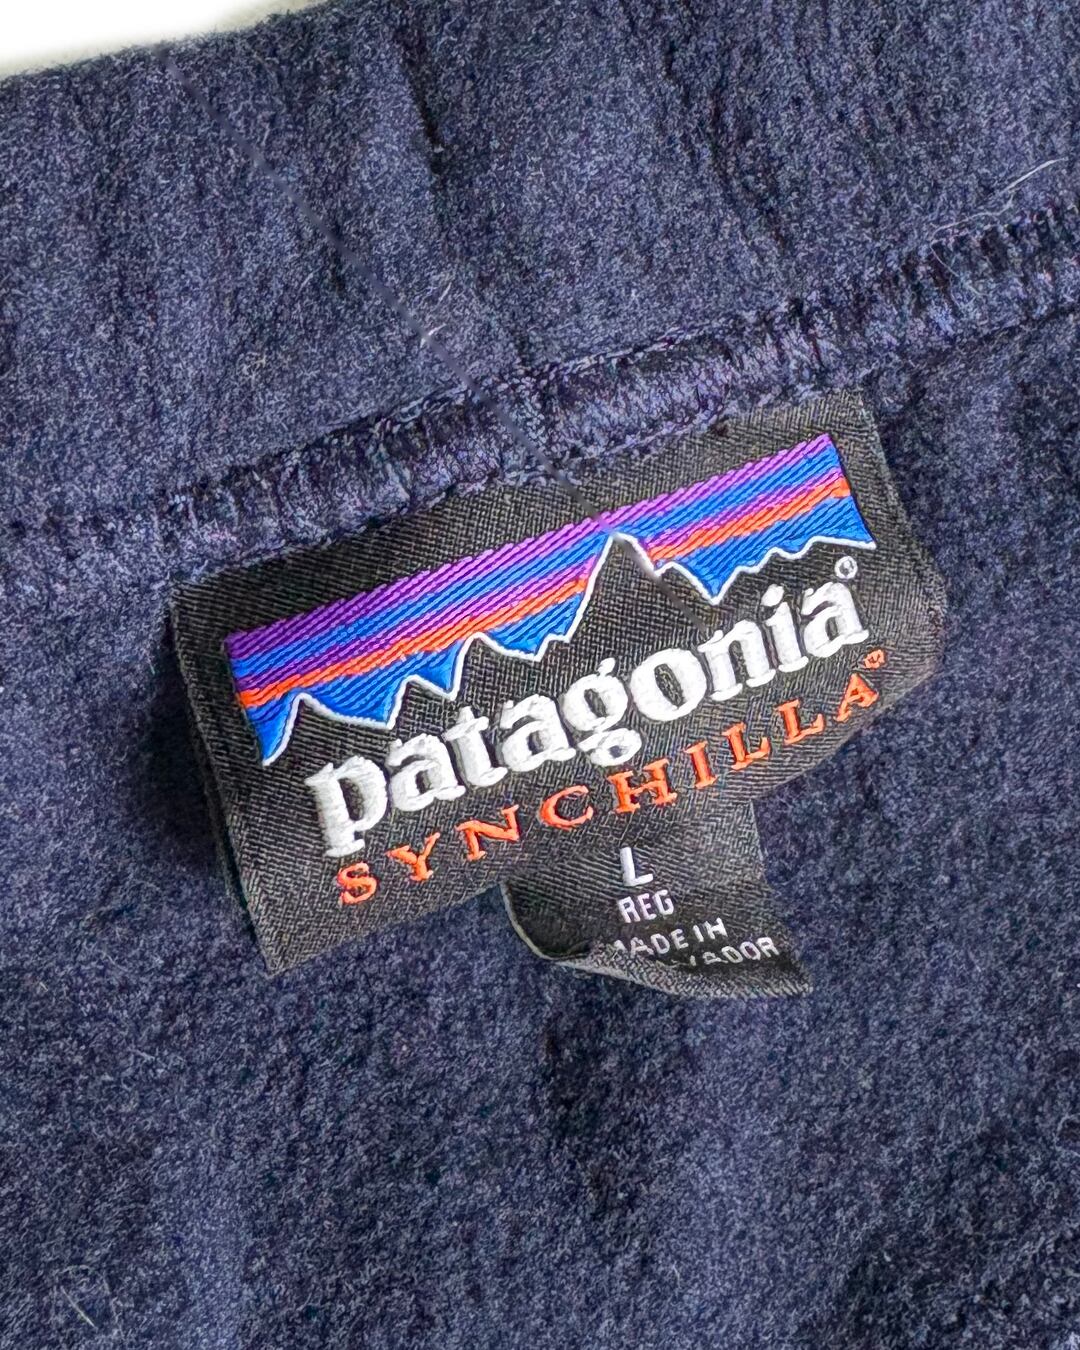 patagonia®
SYNCHILLA®
L
REG
MADE IN